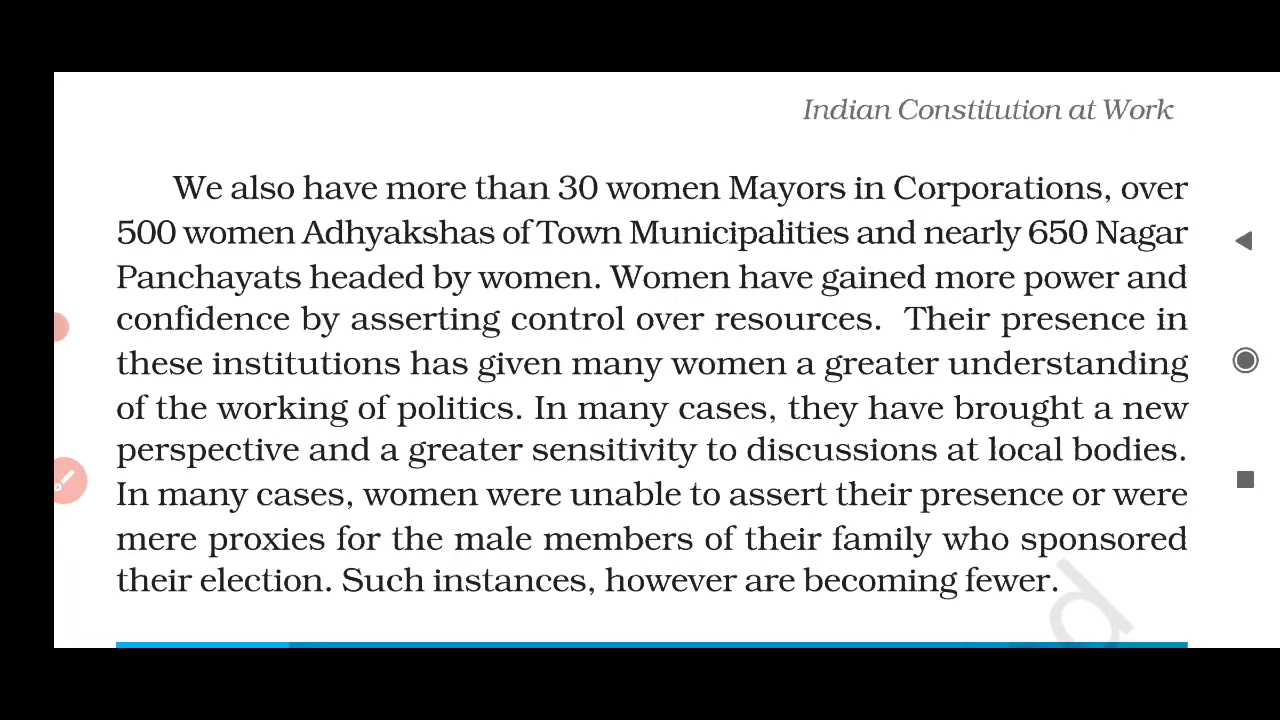 Indian Constitution at Work
We also have more than 30 women Mayors in Corporations, over
500 women Adhyakshas of Town Municipalities and nearly 650 Nagar
Panchayats headed by women. Women have gained more power and
confidence by asserting control over resources. Their presence in
these institutions has given many women a greater understanding
of the working of politics. In many cases, they have brought a new
perspective and a greater sensitivity to discussions at local bodies.
In many cases, women were unable to assert their presence or were
mere proxies for the male members of their family who sponsored
their election. Such instances, however are becoming fewer.